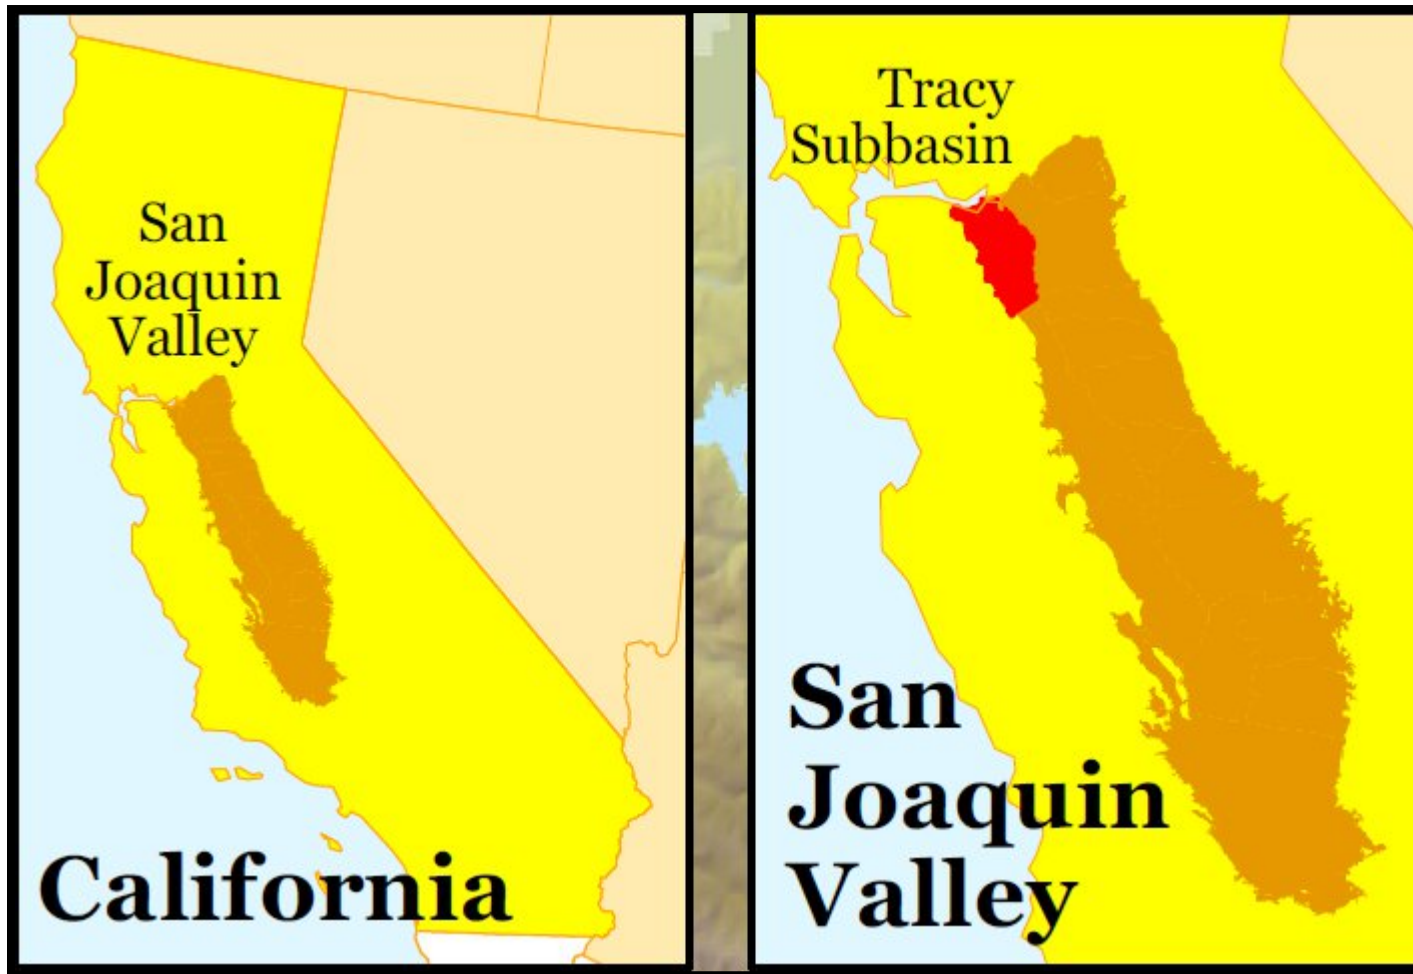 San
Joaquin
Valley
California
Tracy
Subbasin
San
Joaquin
Valley